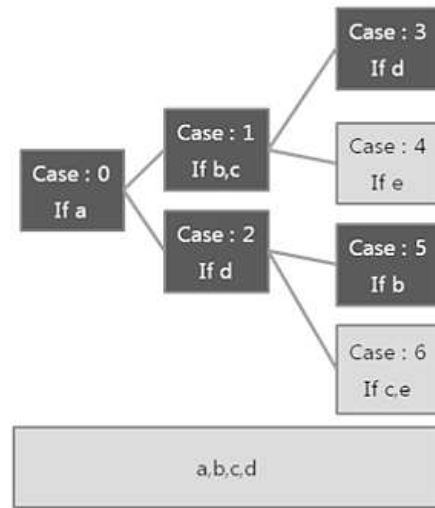 Case : 0
If a
Case : 1
If b,c
Case : 2
If d
Case : 3
If d
Case : 4
If e
Case : 5
If b
Case : 6
If c,e
a,b,c,d